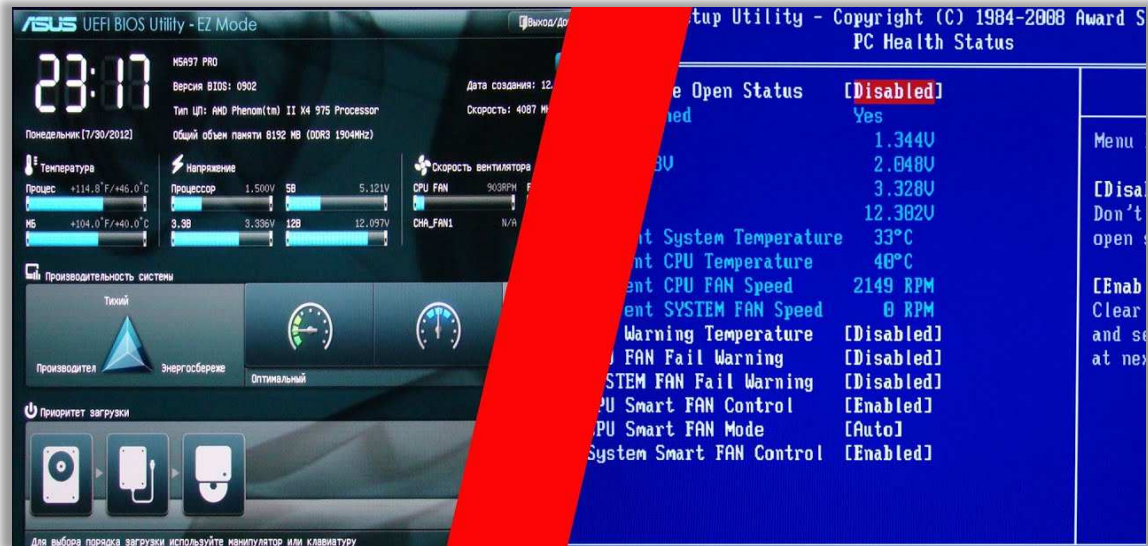 ASUS UEFI BIOS Utility - EZ Mode
Выход/До
23:17
Понедельник [7/30/2012]
M5A97 PRO
Версия BIOS: 0902
Дата создания: 12.
Тип ЦП: AMD Phenom(tm) II X4 975 Processor
Скорость: 4087 MH
Общий объем памяти 8192 MB (DDR3 1904MHz)
Температура
Процес +114.8°F/+46.0°C
МБ +104.0°F/+40.0°C
Напряжение
Процессор 1.500V 5В 5.121V
3.3В 3.336V 12В 12.097V
Скорость вентилятора
CPU FAN 903RPM
CHA_FAN1 N/A
Производительность системы
Тихий
Производител
Энергосбереже
Оптимальный
Приоритет загрузки
Для выбора порядка загрузки используйте манипулятор или клавиатуру
tup Utility - Copyright (C) 1984-2008 Award S
PC Health Status
e Open Status [Disabled]
ned Yes
1.344V
8V 2.048V
3.328V
12.302V
nt System Temperature 33°C
nt CPU Temperature 40°C
ent CPU FAN Speed 2149 RPM
ent SYSTEM FAN Speed 0 RPM
Warning Temperature [Disabled]
FAN Fail Warning [Disabled]
STEM FAN Fail Warning [Disabled]
PU Smart FAN Control [Enabled]
PU Smart FAN Mode [Auto]
System Smart FAN Control [Enabled]
Menu
[Disa
Don't
open s
[Enab
Clear
and se
at nex